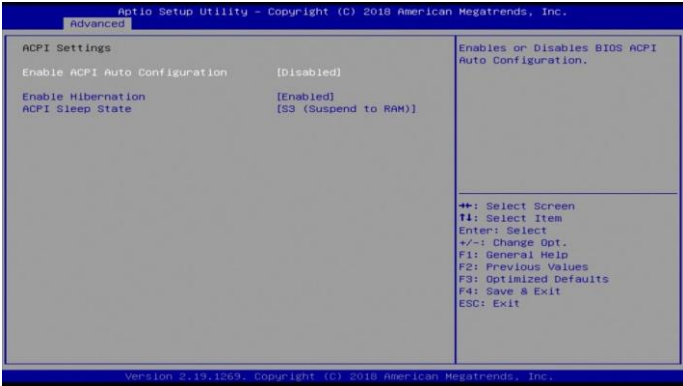 Aptio Setup Utility – Copyright (C) 2018 American Megatrends, Inc.
Advanced
ACPI Settings
Enable ACPI Auto Configuration [Disabled]
Enable Hibernation [Enabled]
ACPI Sleep State [S3 (Suspend to RAM)]
Enables or Disables BIOS ACPI
Auto Configuration.
→←: Select Screen
↑↓: Select Item
Enter: Select
+/-: Change Opt.
F1: General Help
F2: Previous Values
F3: Optimized Defaults
F4: Save & Exit
ESC: Exit
Version 2.19.1269. Copyright (C) 2018 American Megatrends, Inc.